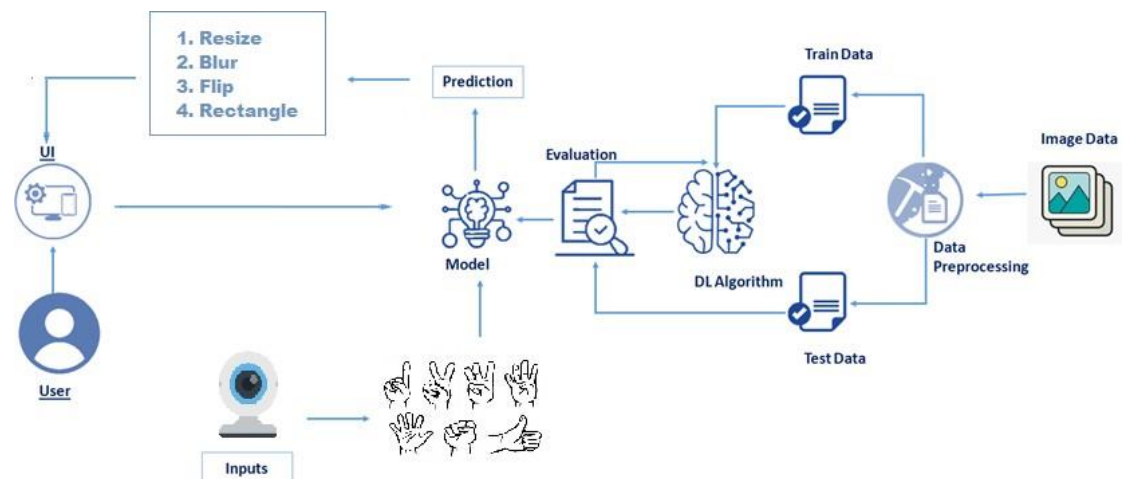 1. Resize
2. Blur
3. Flip
4. Rectangle
Prediction
Train Data
Evaluation
Image Data
UI
Model
DL Algorithm
Data
Preprocessing
User
Test Data
Inputs